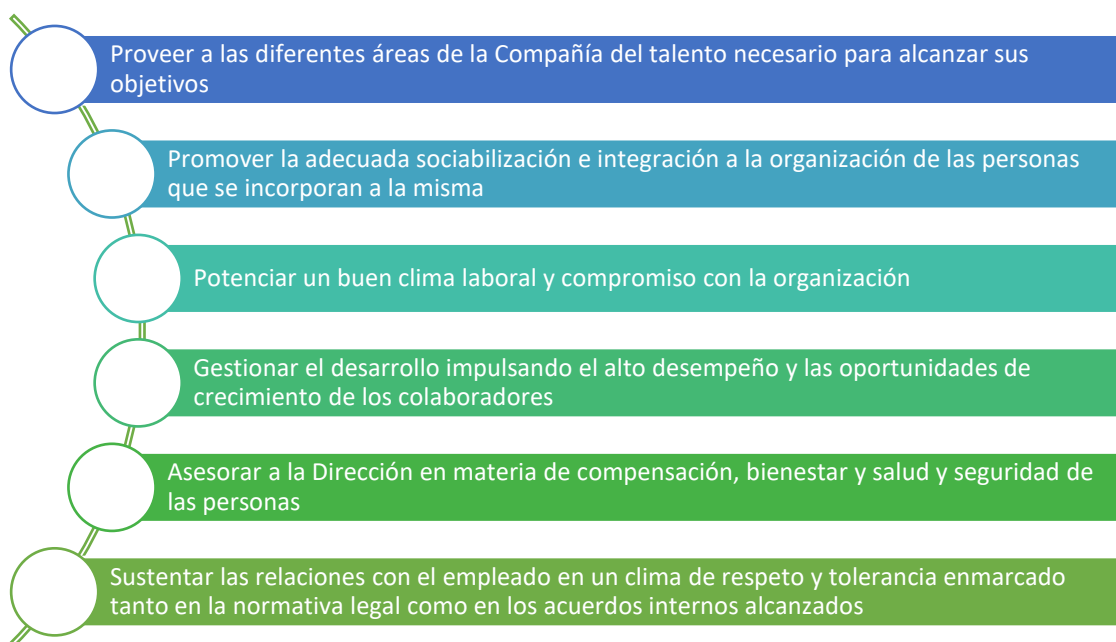 Proveer a las diferentes áreas de la Compañía del talento necesario para alcanzar sus
objetivos
Promover la adecuada sociabilización e integración a la organización de las personas
que se incorporan a la misma
Potenciar un buen clima laboral y compromiso con la organización
Gestionar el desarrollo impulsando el alto desempeño y las oportunidades de
crecimiento de los colaboradores
Asesorar a la Dirección en materia de compensación, bienestar y salud y seguridad de
las personas
Sustentar las relaciones con el empleado en un clima de respeto y tolerancia enmarcado
tanto en la normativa legal como en los acuerdos internos alcanzados